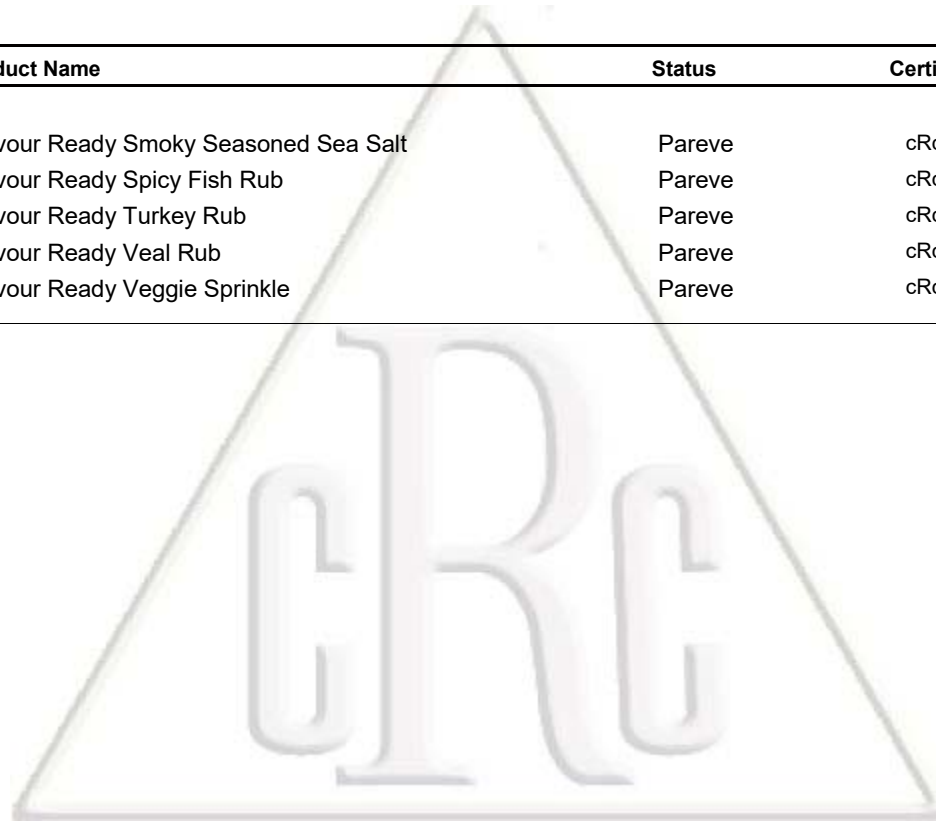 duct Name Status Certi
vour Ready Smoky Seasoned Sea Salt Pareve cRc
vour Ready Spicy Fish Rub Pareve cRc
vour Ready Turkey Rub Pareve cRc
vour Ready Veal Rub Pareve cRc
vour Ready Veggie Sprinkle Pareve cRc
cRc